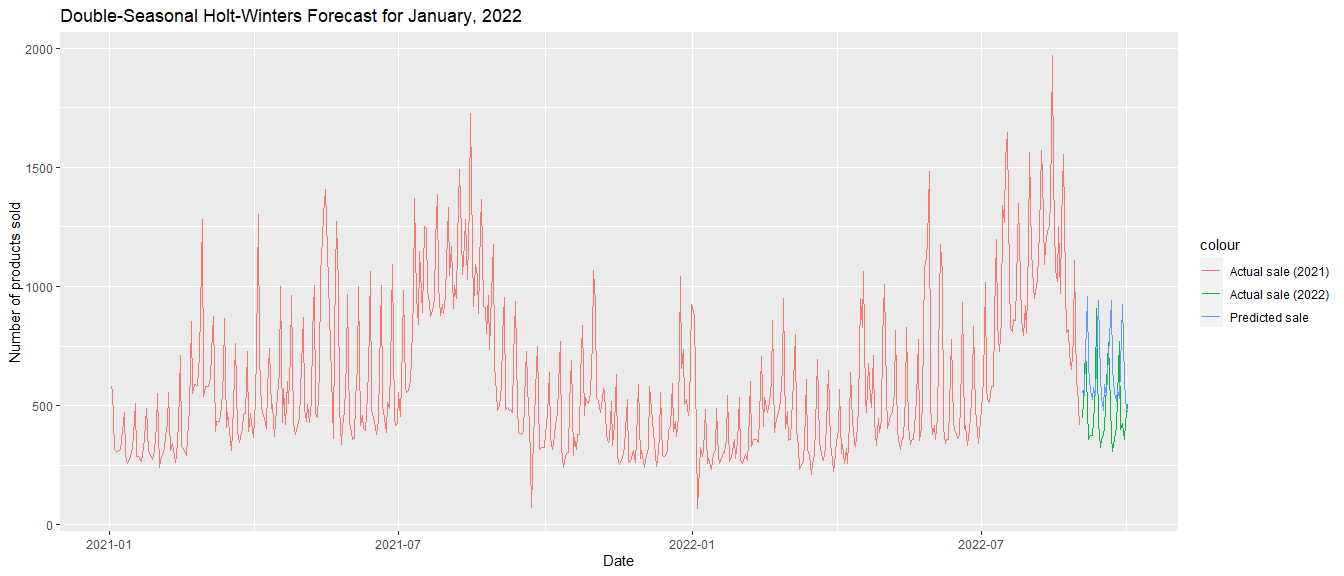 Double-Seasonal Holt-Winters Forecast for January, 2022
2000
1500
1000
500
0
Number of products sold
2021-01
2021-07
2022-01
2022-07
Date
colour
Actual sale (2021)
Actual sale (2022)
Predicted sale